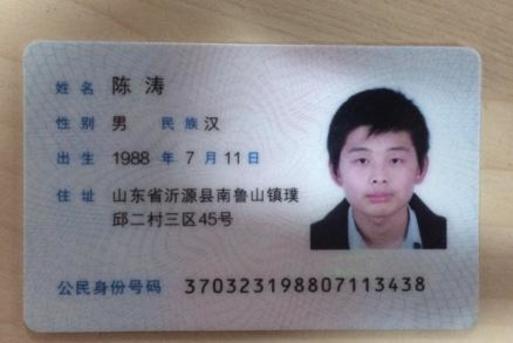 姓名 陈涛
性别 男 民族 汉
出生 1988 年 7 月 11 日
住址 山东省沂源县南鲁山镇璞
邱二村三区45号
公民身份号码 370323198807113438